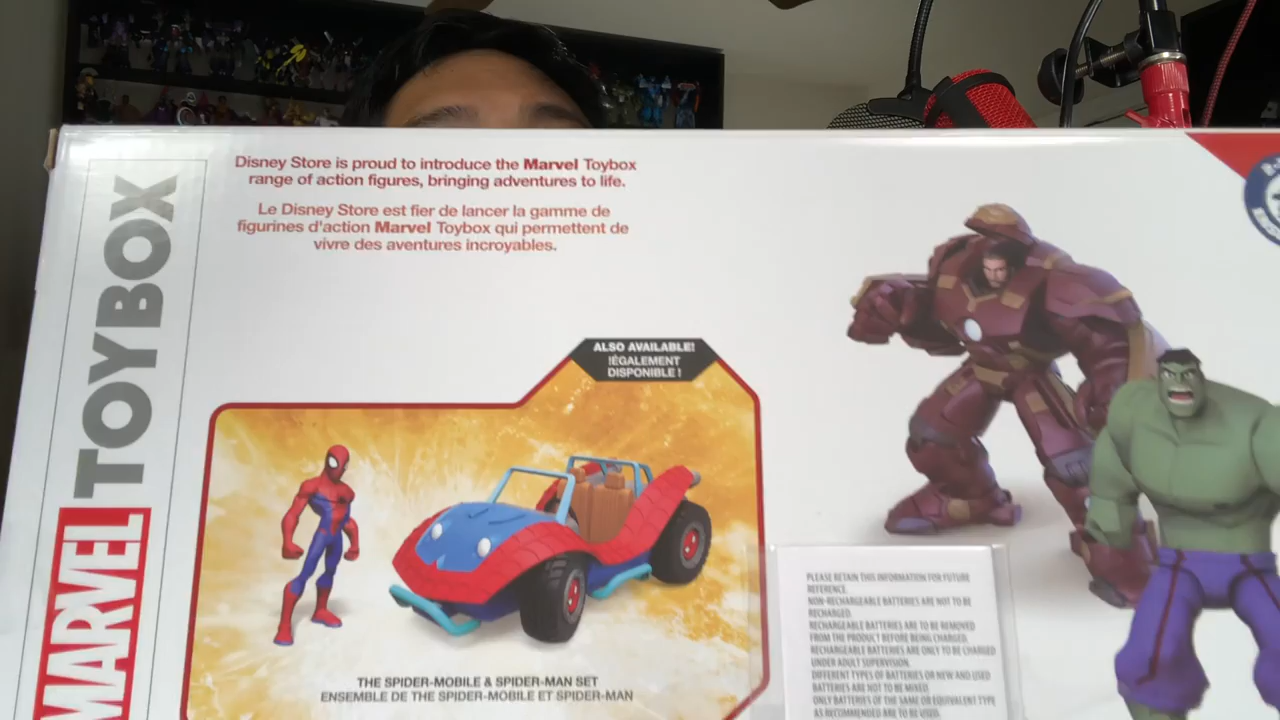 MARVEL TOYBOX
Disney Store is proud to introduce the Marvel Toybox
range of action figures, bringing adventures to life.
Le Disney Store est fier de lancer la gamme de
figurines d'action Marvel Toybox qui permettent de
vivre des aventures incroyables.
ALSO AVAILABLE!
!ÉGALEMENT
DISPONIBLE !
THE SPIDER-MOBILE & SPIDER-MAN SET
ENSEMBLE DE THE SPIDER-MOBILE ET SPIDER-MAN
PLEASE RETAIN THIS INFORMATION FOR FUTURE
REFERENCE.
NON-RECHARGEABLE BATTERIES ARE NOT TO BE
RECHARGED.
RECHARGEABLE BATTERIES ARE TO BE REMOVED
FROM THE PRODUCT BEFORE BEING CHARGED.
RECHARGEABLE BATTERIES ARE ONLY TO BE CHARGED
UNDER ADULT SUPERVISION.
DIFFERENT TYPES OF BATTERIES OR NEW AND USED
BATTERIES ARE NOT TO BE MIXED.
ONLY BATTERIES OF THE SAME OR EQUIVALENT TYPE
AS RECOMMENDED ARE TO BE USED.